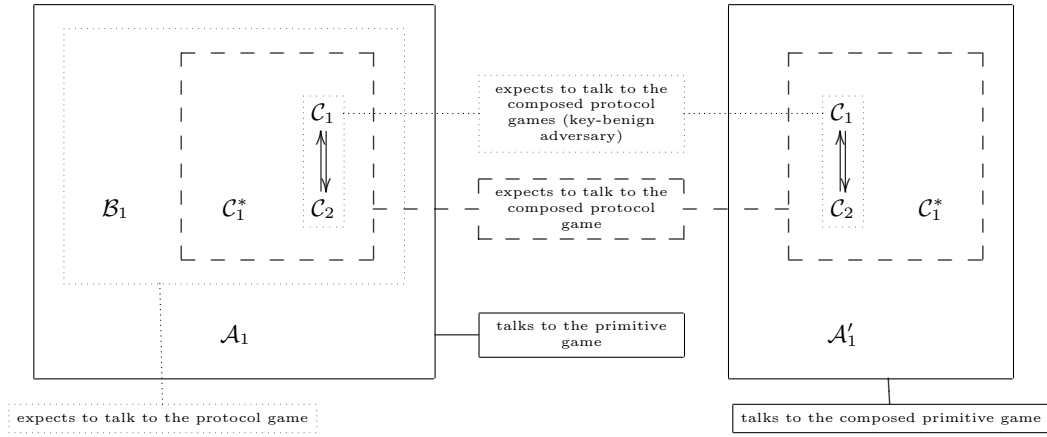 expects to talk to the
composed protocol
games (key-benign
adversary)
C₁
C₁
B₁
C₁*
C₂
expects to talk to the
composed protocol
game
C₂
C₁*
A₁
talks to the primitive
game
A₁′
expects to talk to the protocol game
talks to the composed primitive game